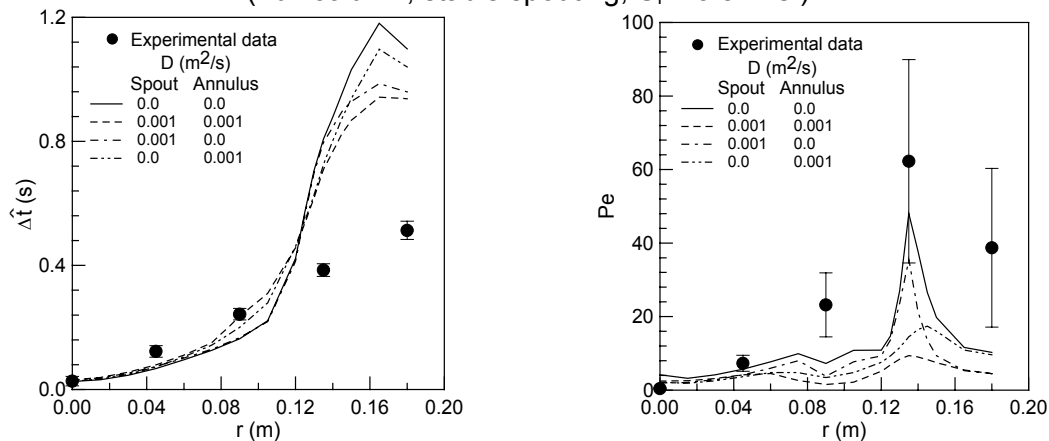 Experimental data
D (m2/s)
Spout Annulus
0.0 0.0
0.001 0.001
0.001 0.0
0.0 0.001
1.2
0.8
0.4
0.0
Δt̂ (s)
0.00 0.04 0.08 0.12 0.16 0.20
r (m)
Experimental data
D (m2/s)
Spout Annulus
0.0 0.0
0.001 0.001
0.001 0.0
0.0 0.001
100
80
60
40
20
0
Pe
0.00 0.04 0.08 0.12 0.16 0.20
r (m)